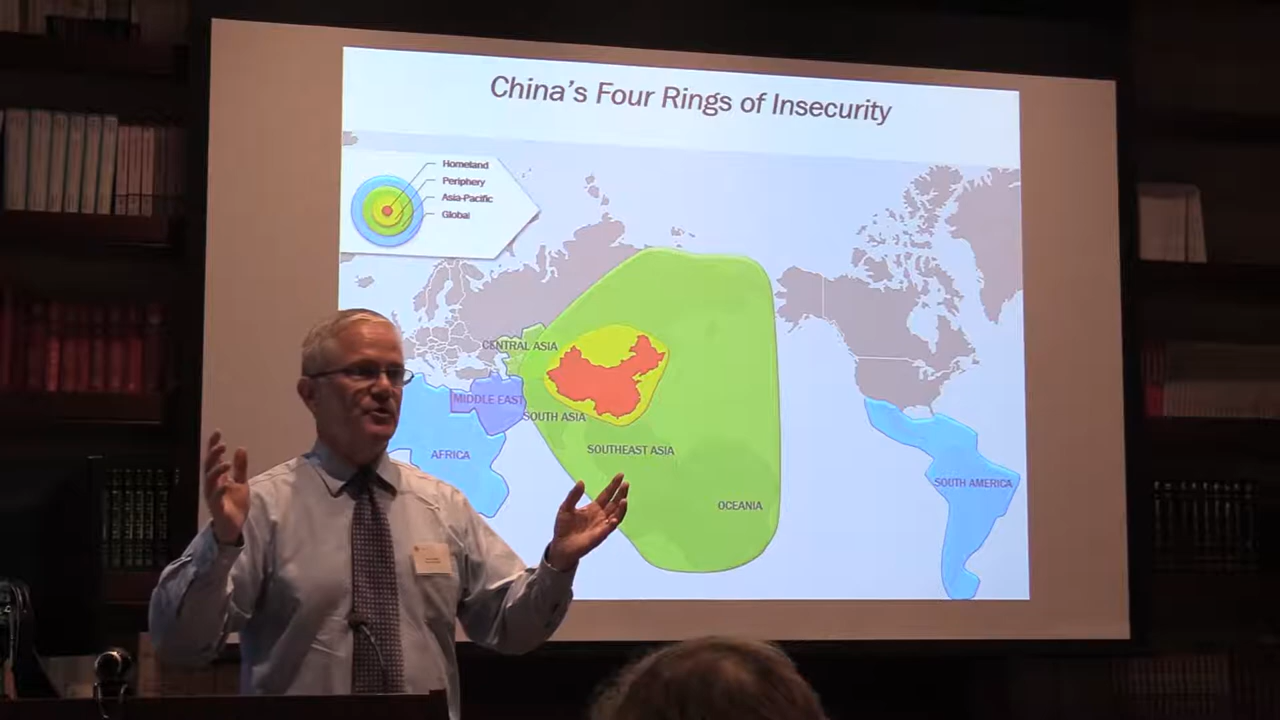 China's Four Rings of Insecurity
Homeland
Periphery
Asia-Pacific
Global
CENTRAL ASIA
MIDDLE EAST
SOUTH ASIA
AFRICA
SOUTHEAST ASIA
SOUTH AMERICA
OCEANIA